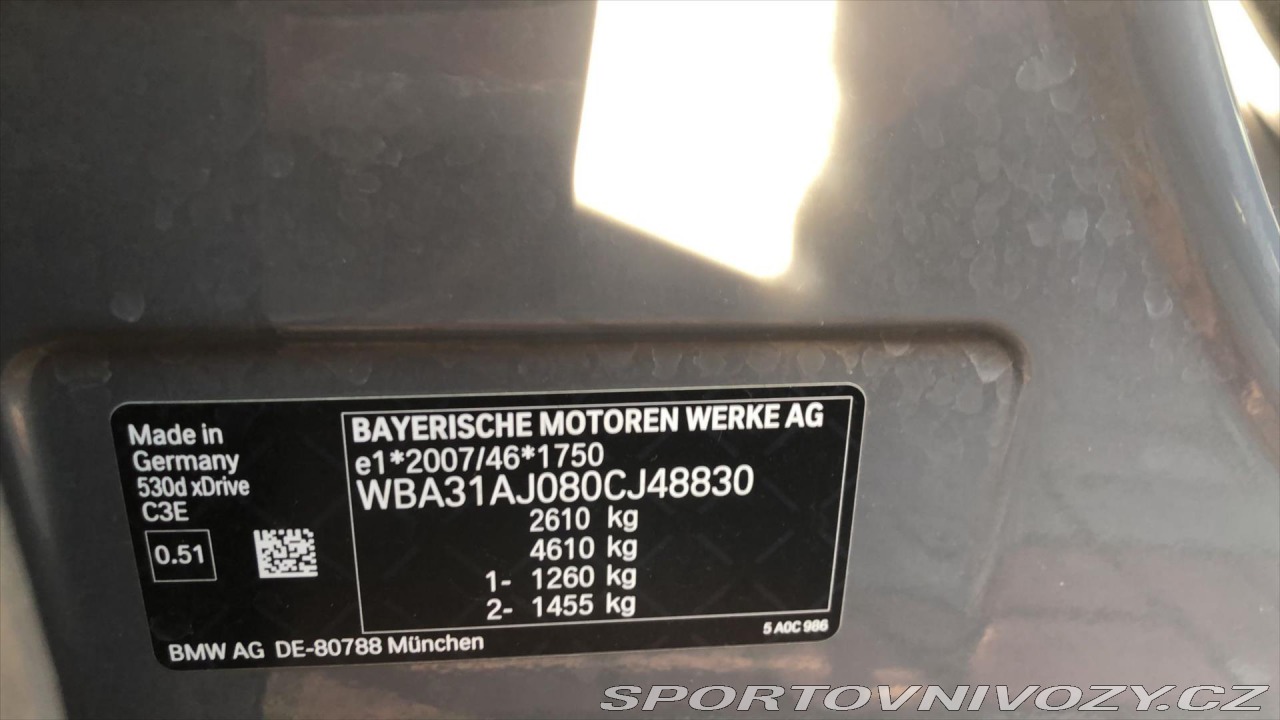 Made in
Germany
530d xDrive
C3E
0.51
BAYERISCHE MOTOREN WERKE AG
e1*2007/46*1750
WBA31AJ080CJ48830
2610 kg
4610 kg
1- 1260 kg
2- 1455 kg
5 A0C 986
BMW AG DE-80788 München
SPORTOVNIVOZY.CZ